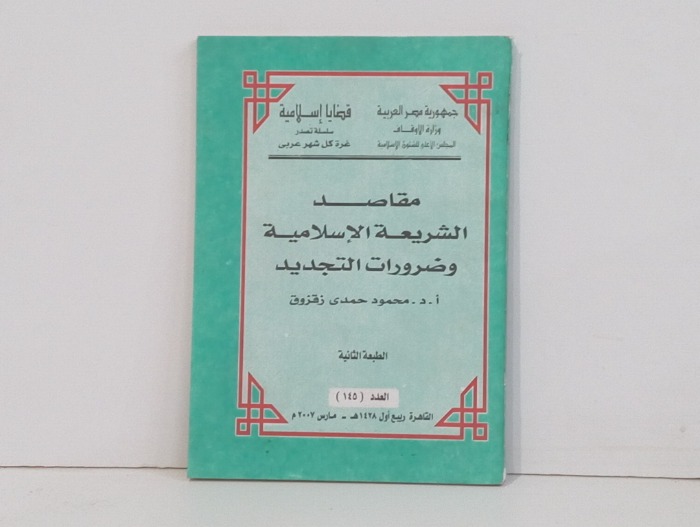 جمهورية مصر العربية
وزارة الأوقاف
المجلس الأعلى للشئون الإسلامية
قضايا إسلامية
سلسلة تصدر
غرة كل شهر عربى
مقاصد
الشريعة الإسلامية
وضرورات التجديد
أ.د. محمود حمدى زقزوق
الطبعة الثانية
العدد (١٤٥)
القاهرة ربيع أول ١٤٢٨هـ - مارس ٢٠٠٧م